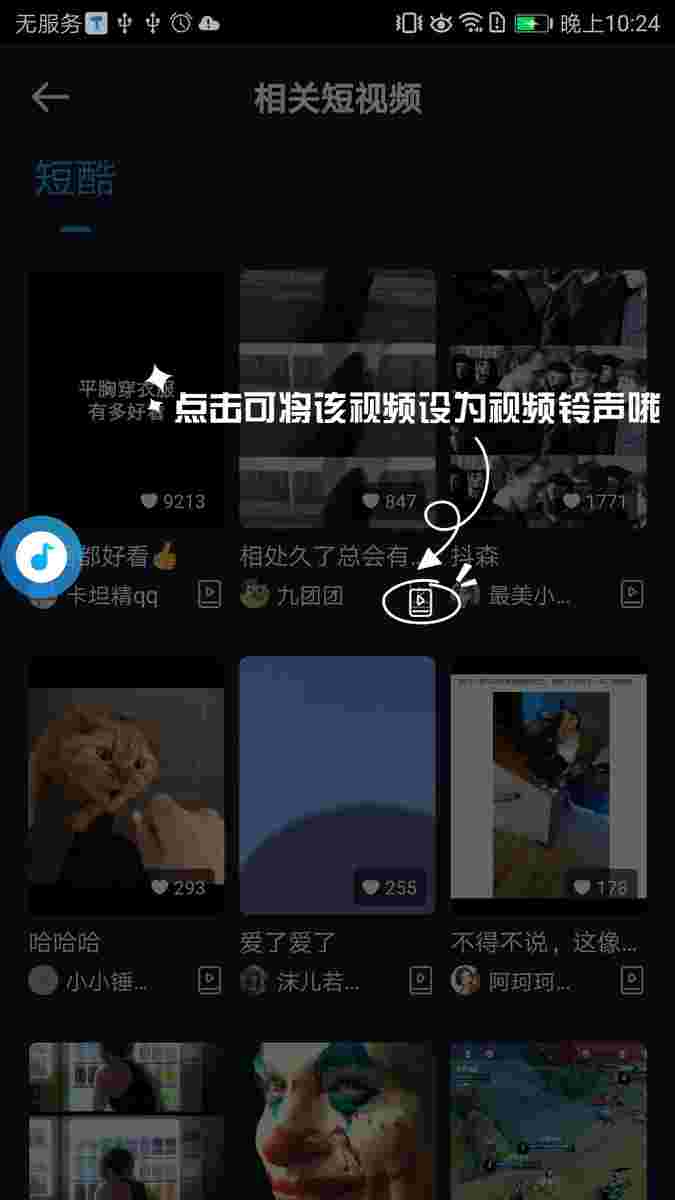 无服务
晚上10:24
相关短视频
短酷
平胸穿衣服
有多好看
点击可将该视频设为视频铃声哦
9213
847
1771
都好看👍
相处久了总会有...
抖森
卡坦精qq
九团团
最美小...
293
255
178
哈哈哈
爱了爱了
不得不说，这像...
小小锤...
沫儿若...
阿珂珂...